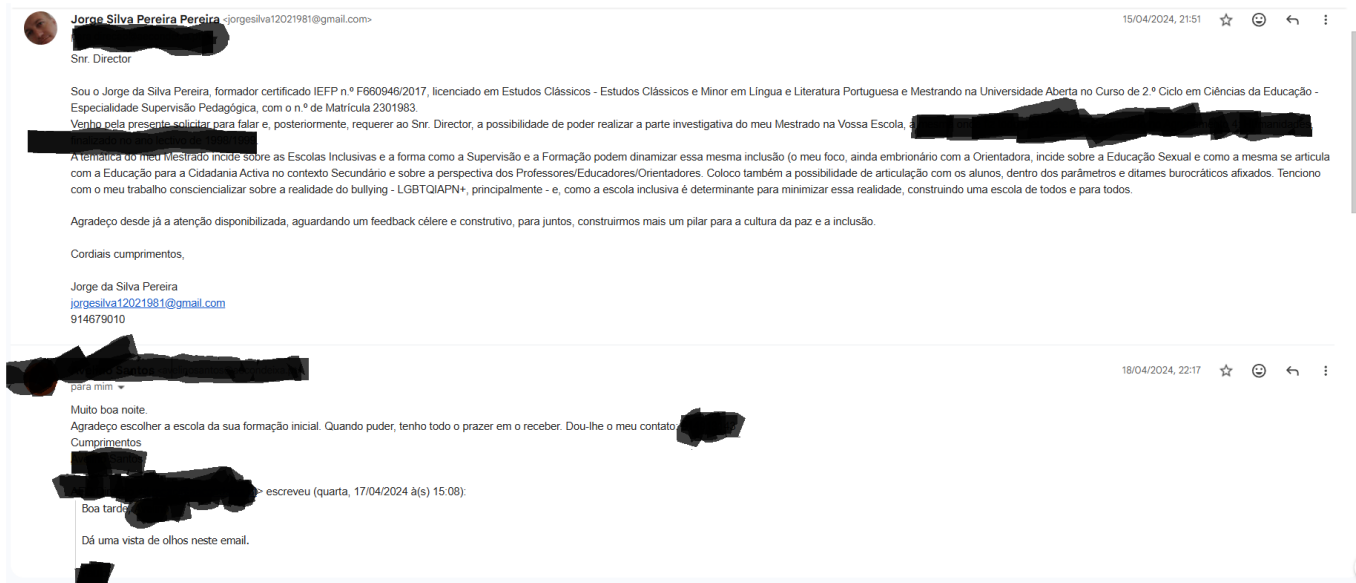 Jorge Silva Pereira Pereira <jorgesilva12021981@gmail.com>
15/04/2024, 21:51
Snr. Director
Sou o Jorge da Silva Pereira, formador certificado IEFP n.º F660946/2017, licenciado em Estudos Clássicos - Estudos Clássicos e Minor em Língua e Literatura Portuguesa e Mestrando na Universidade Aberta no Curso de 2.º Ciclo em Ciências da Educação -
Especialidade Supervisão Pedagógica, com o n.º de Matrícula 2301983.
Venho pela presente solicitar para falar e, posteriormente, requerer ao Snr. Director, a possibilidade de poder realizar a parte investigativa do meu Mestrado na Vossa Escola,
A temática do meu Mestrado incide sobre as Escolas Inclusivas e a forma como a Supervisão e a Formação podem dinamizar essa mesma inclusão (o meu foco, ainda embrionário com a Orientadora, incide sobre a Educação Sexual e como a mesma se articula
com a Educação para a Cidadania Activa no contexto Secundário e sobre a perspectiva dos Professores/Educadores/Orientadores. Coloco também a possibilidade de articulação com os alunos, dentro dos parâmetros e ditames burocráticos afixados. Tenciono
com o meu trabalho consciencializar sobre a realidade do bullying - LGBTQIAPN+, principalmente - e, como a escola inclusiva é determinante para minimizar essa realidade, construindo uma escola de todos e para todos.
Agradeço desde já a atenção disponibilizada, aguardando um feedback célere e construtivo, para juntos, construirmos mais um pilar para a cultura da paz e a inclusão.
Cordiais cumprimentos,
Jorge da Silva Pereira
jorgesilva12021981@gmail.com
914679010
18/04/2024, 22:17
para mim
Muito boa noite.
Agradeço escolher a escola da sua formação inicial. Quando puder, tenho todo o prazer em o receber. Dou-lhe o meu contato:
Cumprimentos
> escreveu (quarta, 17/04/2024 à(s) 15:08):
Boa tarde
Dá uma vista de olhos neste email.